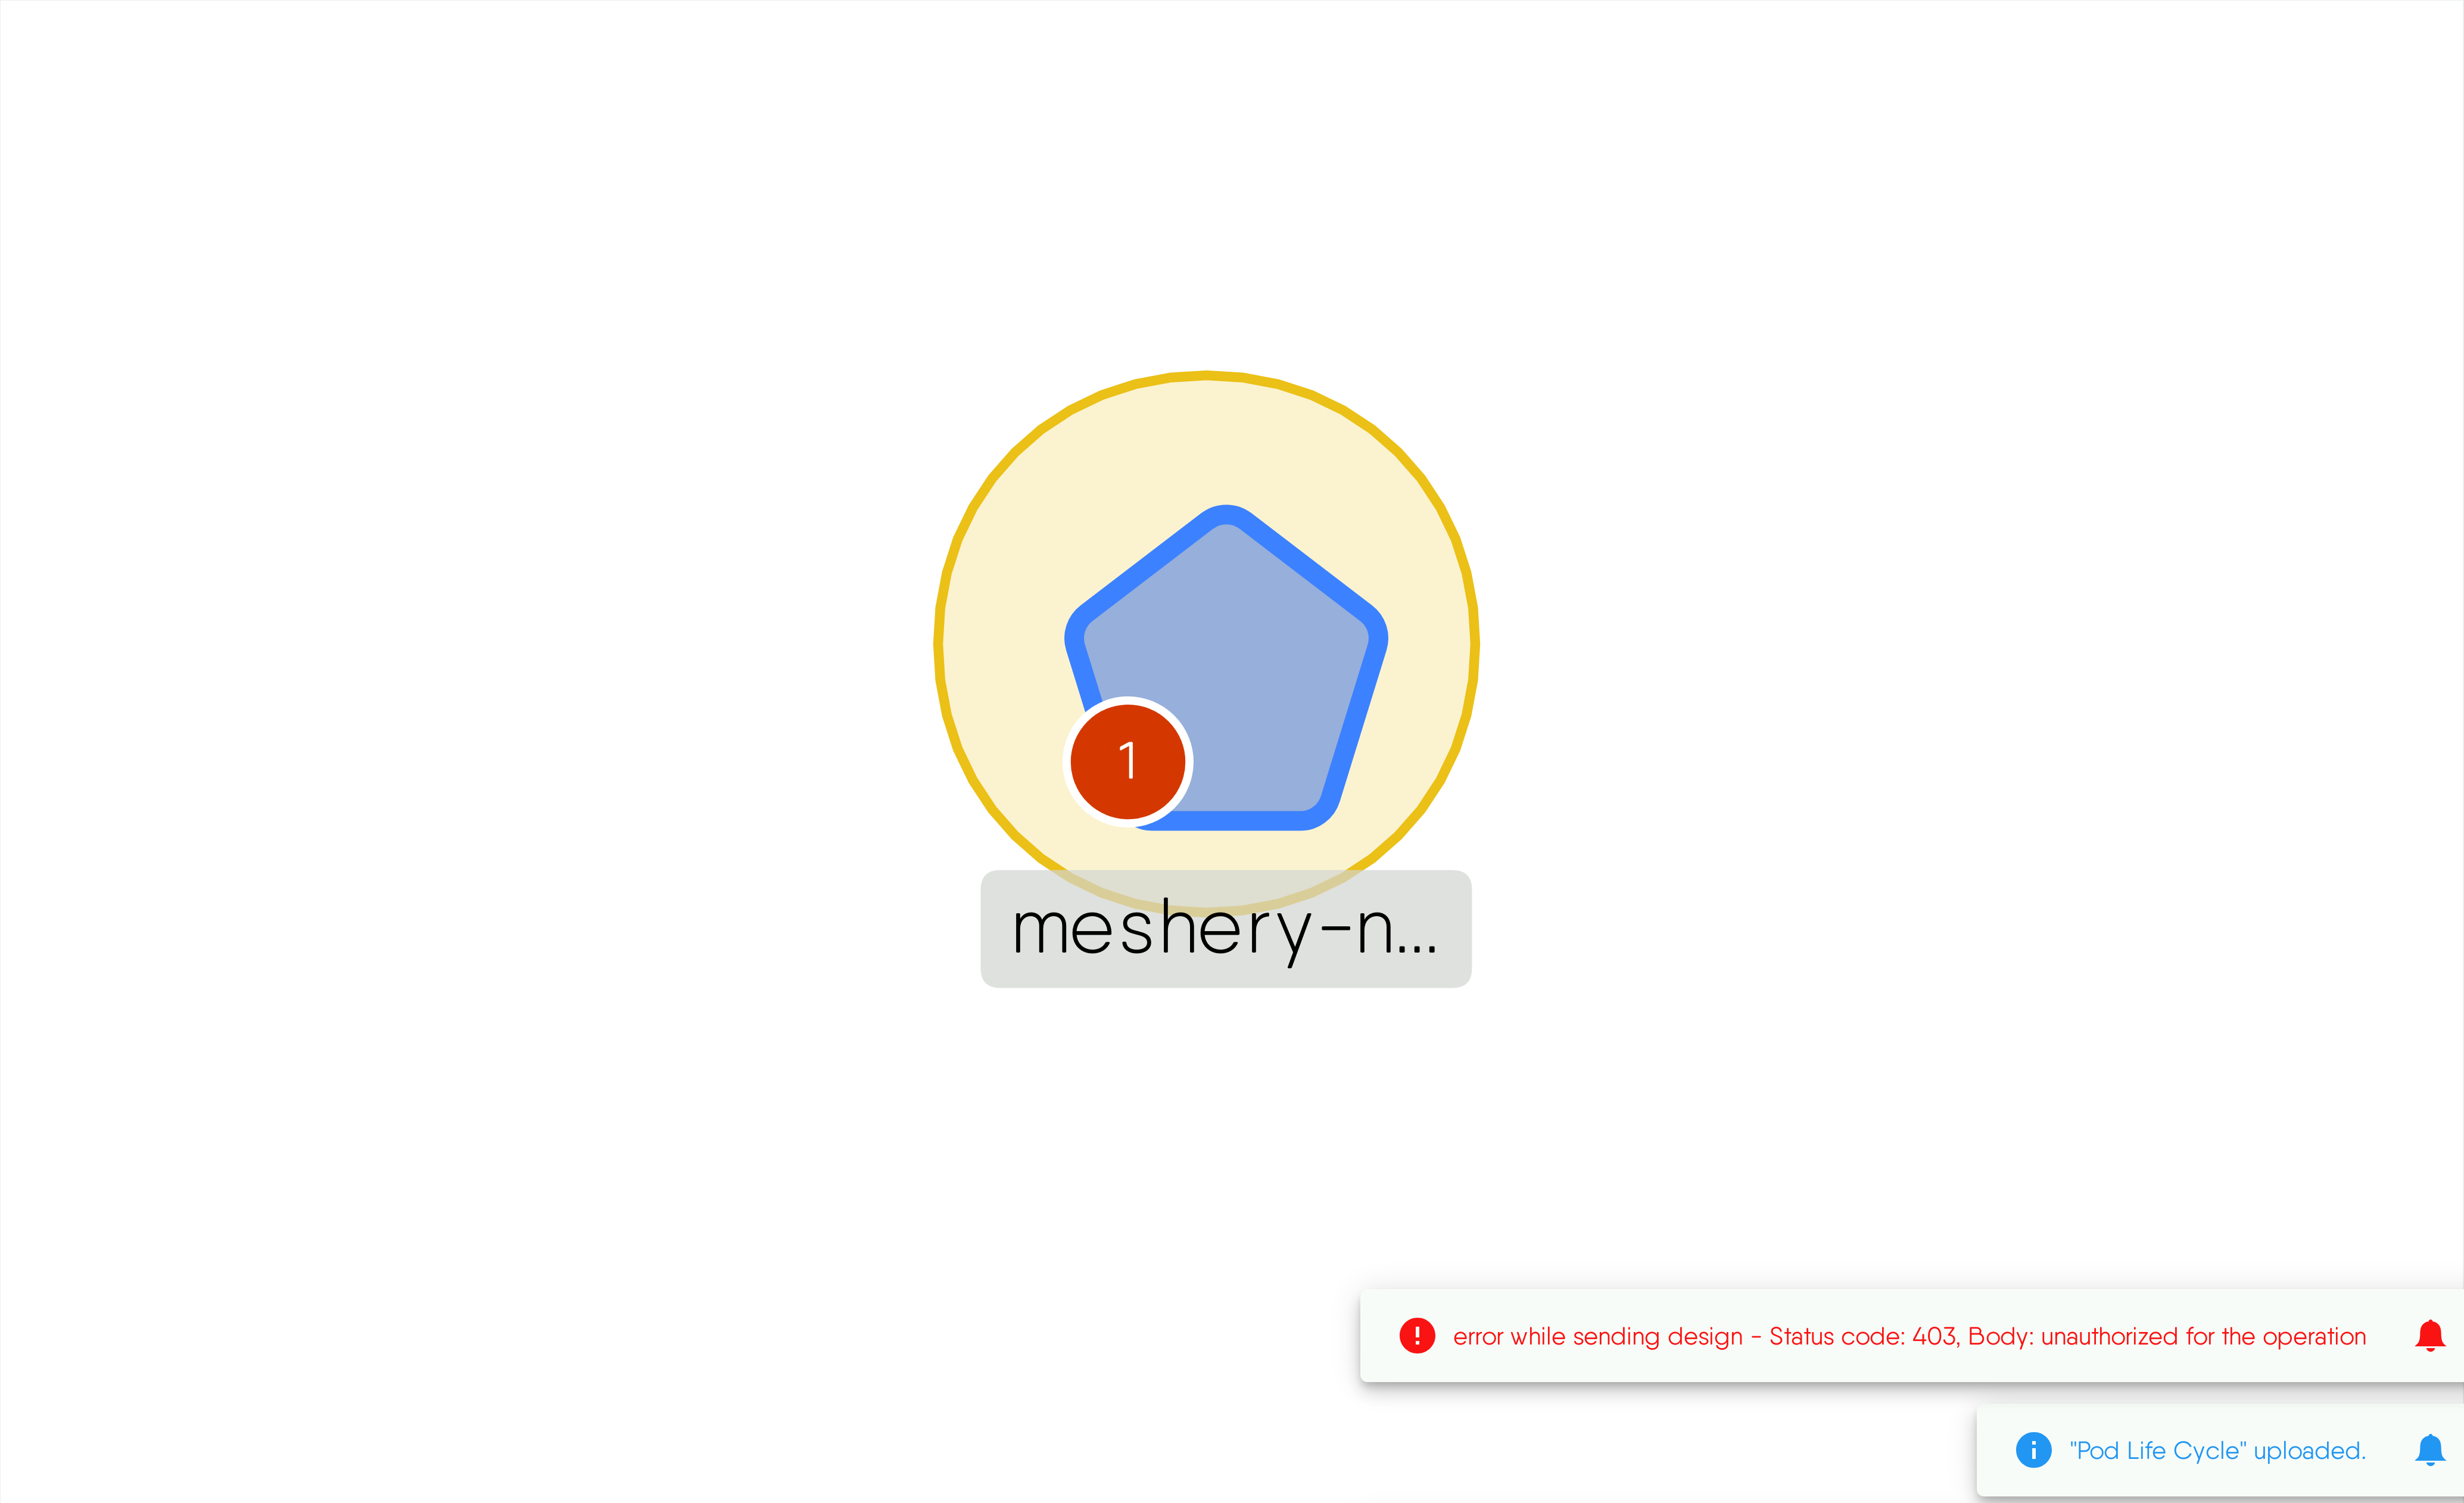 1
meshery-n...
error while sending design - Status code: 403, Body: unauthorized for the operation
"Pod Life Cycle" uploaded.